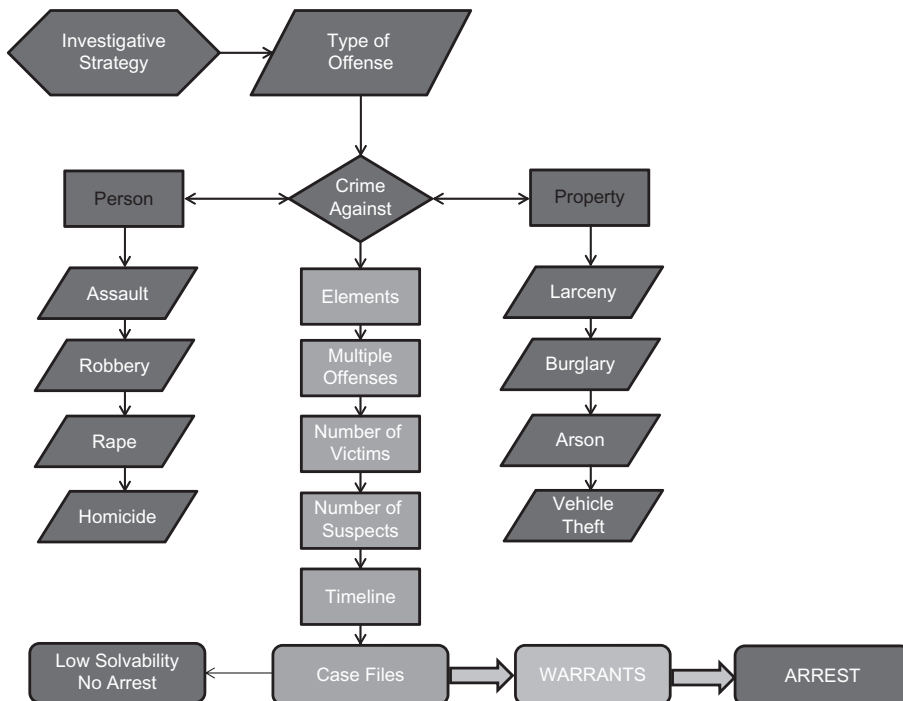 Investigative
Strategy
Type of
Offense
Person
Crime
Against
Property
Assault
Robbery
Rape
Homicide
Elements
Multiple
Offenses
Number of
Victims
Number of
Suspects
Timeline
Larceny
Burglary
Arson
Vehicle
Theft
Low Solvability
No Arrest
Case Files
WARRANTS
ARREST